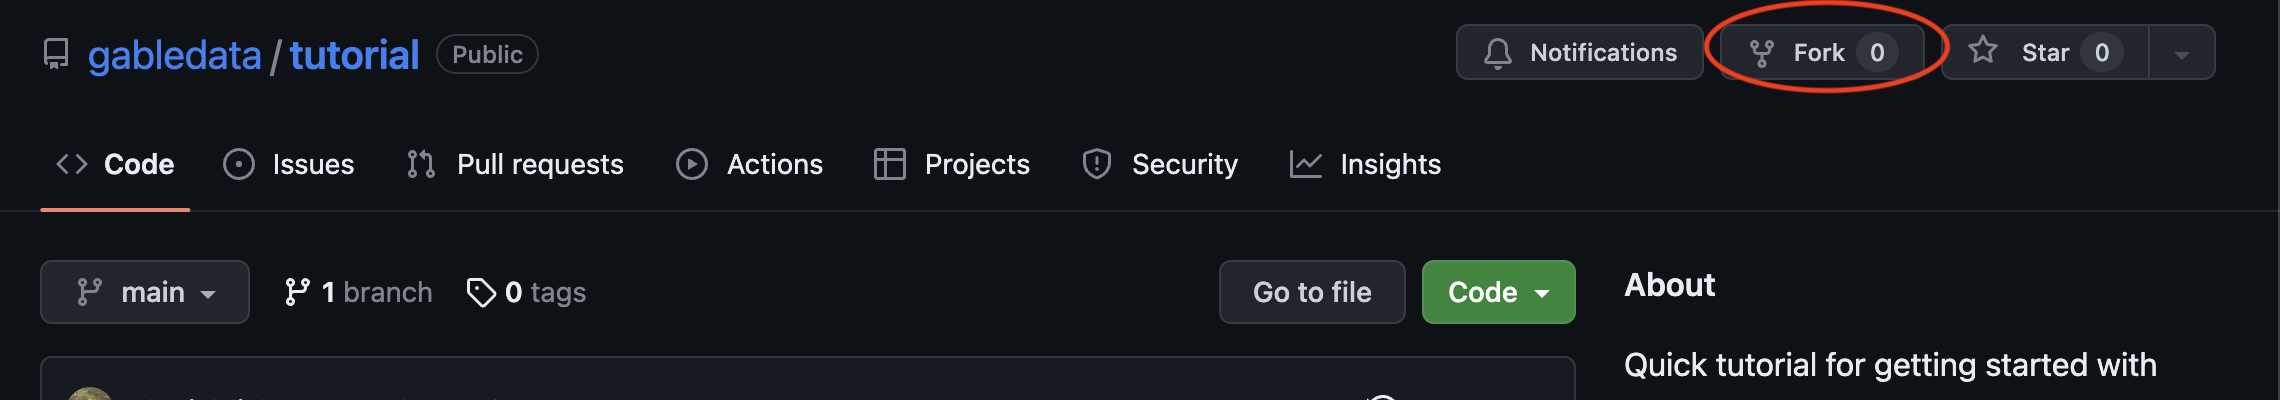 gabledata / tutorial Public Notifications Fork 0 Star 0
Code Issues Pull requests Actions Projects Security Insights
main 1 branch 0 tags Go to file Code About
Quick tutorial for getting started with